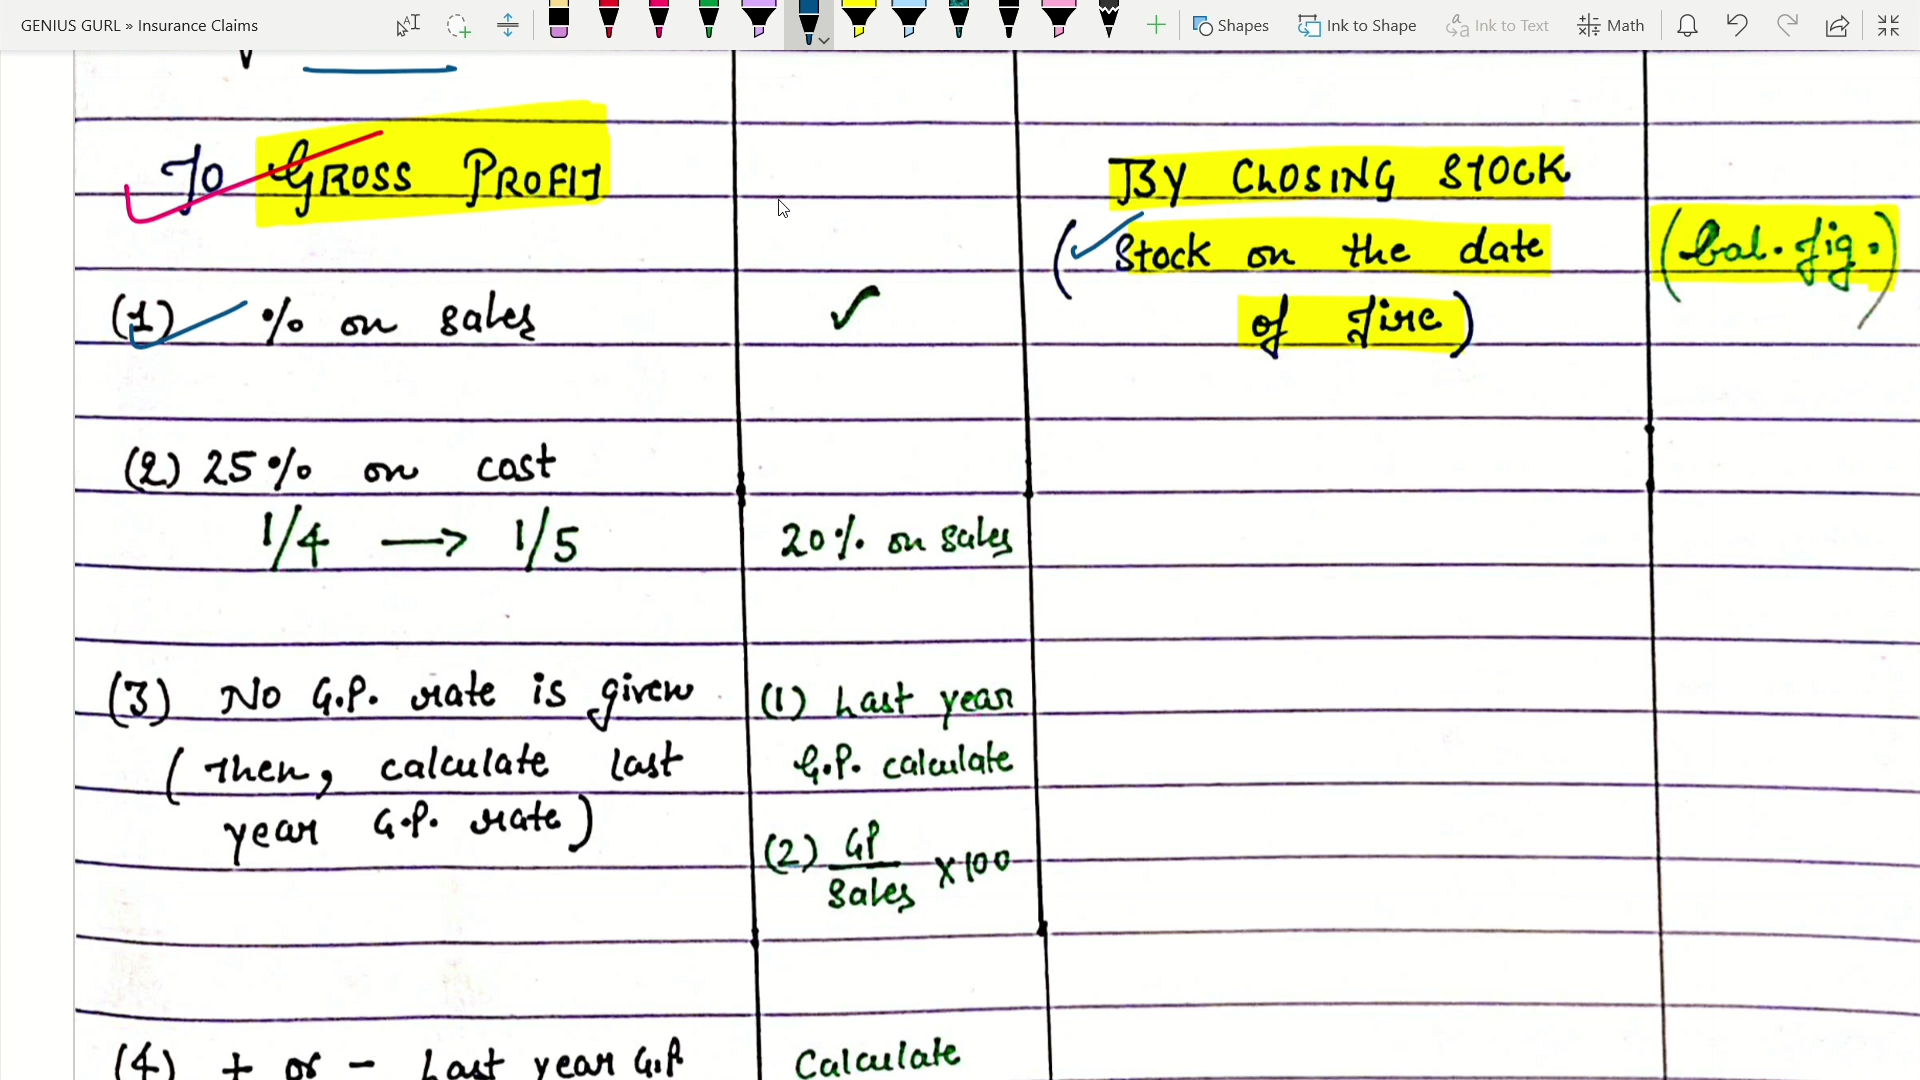 GENIUS GURL » Insurance Claims
Shapes
Ink to Shape
Ink to Text
Math
To GROSS PROFIT
(1) % on sales
(2) 25% on cost
1/4 → 1/5
20% on sales
(3) No G.P. rate is given
(Then, calculate last
year G.P. rate)
(1) Last year
G.P. calculate
(2) GP
Sales
×100
(4) + or - Last year G.P
Calculate
BY CLOSING STOCK
(Stock on the date
of fire)
(bal. fig.)